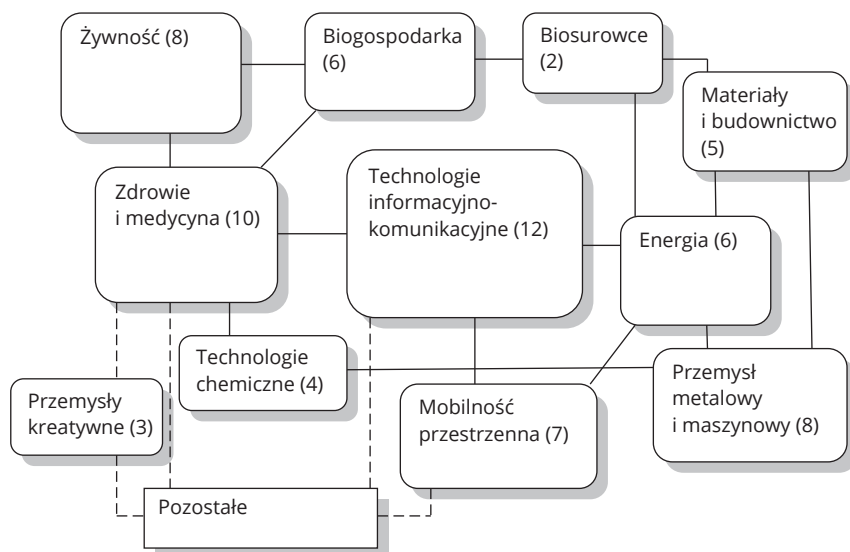 Żywność (8)
Biogospodarka
(6)
Biosurowce
(2)
Materiały
i budownictwo
(5)
Zdrowie
i medycyna (10)
Technologie
informacyjno-
komunikacyjne (12)
Energia (6)
Technologie
chemiczne (4)
Przemysły
kreatywne (3)
Mobilność
przestrzenna (7)
Przemysł
metalowy
i maszynowy (8)
Pozostałe